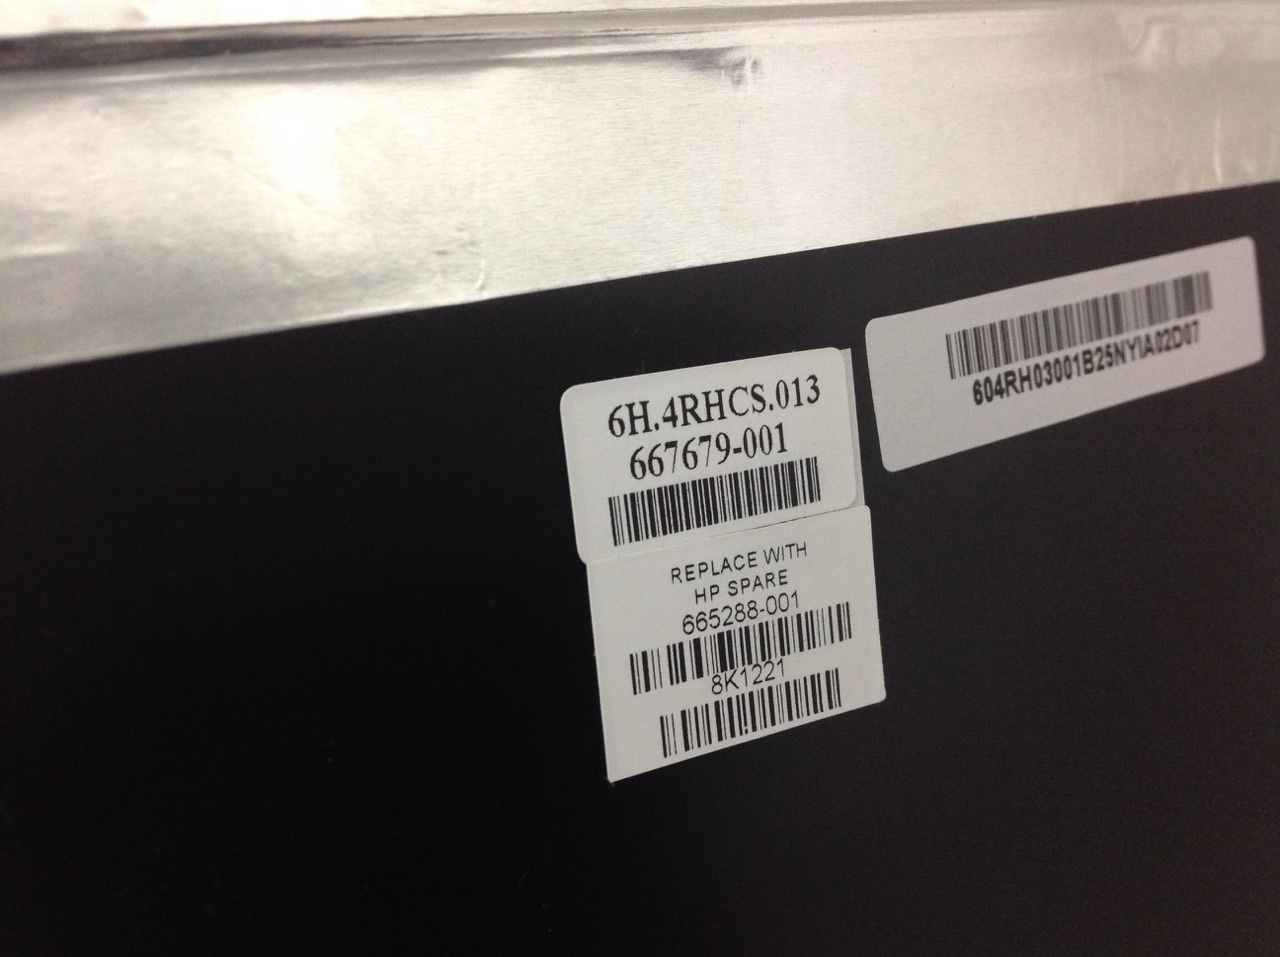 6H.4RHCS.013
667679-001
REPLACE WITH
HP SPARE
665288-001
8K1221
604RH03001B25NYIA02D07